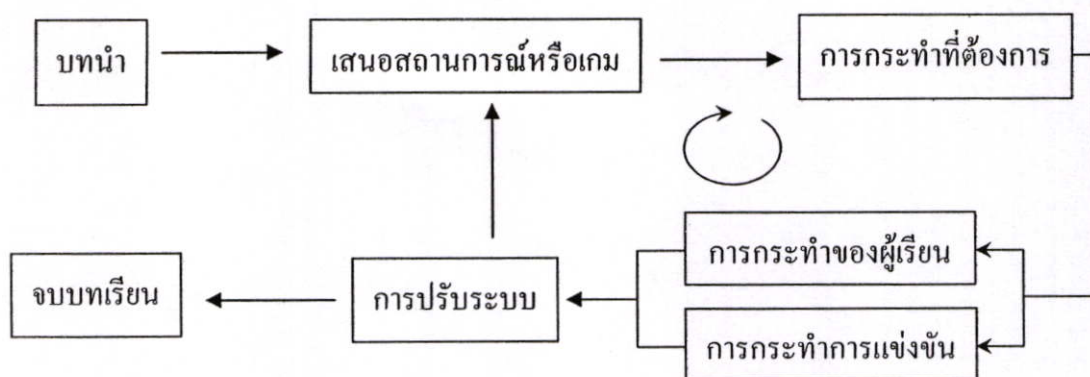 บทนำ
เสนอสถานการณ์หรือเกม
การกระทำที่ต้องการ
การกระทำของผู้เรียน
จบบทเรียน
การปรับระบบ
การกระทำการแข่งขัน